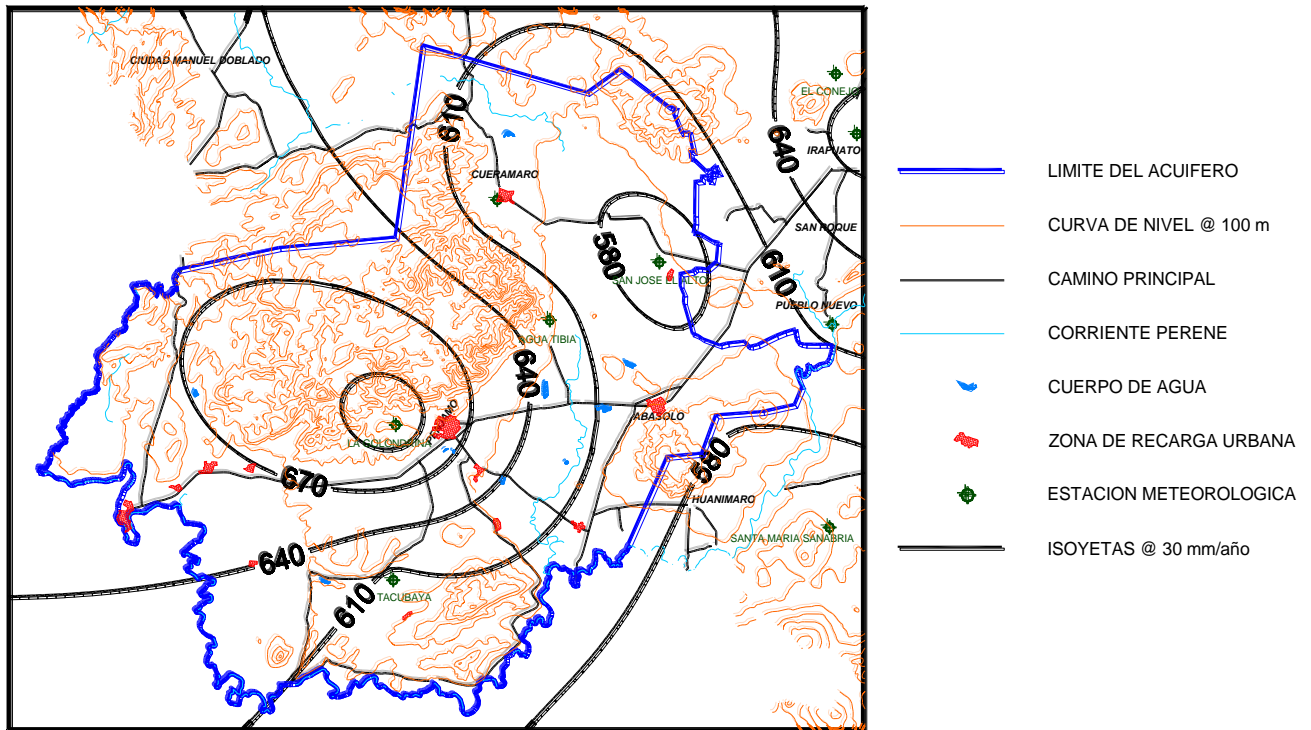 CIUDAD MANUEL DOBLADO
EL CONEJO
610
640
IRAPUATO
CUERAMARO
SAN ROQUE
580
SAN JOSE EL ALTO
610
PUEBLO NUEVO
AGUA TIBIA
640
ABASOLO
LA GOLONDRINA
580
670
HUANIMARO
SANTA MARIA SANABRIA
640
610
TACUBAYA
LIMITE DEL ACUIFERO
CURVA DE NIVEL @ 100 m
CAMINO PRINCIPAL
CORRIENTE PERENE
CUERPO DE AGUA
ZONA DE RECARGA URBANA
ESTACION METEOROLOGICA
ISOYETAS @ 30 mm/año